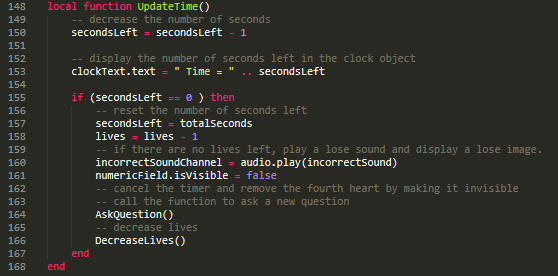 148 local function UpdateTime()
149 -- decrease the number of seconds
150 secondsLeft = secondsLeft - 1
151
152 -- display the number of seconds left in the clock object
153 clockText.text = " Time = " .. secondsLeft
154
155 if (secondsLeft == 0 ) then
156 -- reset the number of seconds left
157 secondsLeft = totalSeconds
158 lives = lives - 1
159 -- if there are no lives left, play a lose sound and display a lose image.
160 incorrectSoundChannel = audio.play(incorrectSound)
161 numericField.isVisible = false
162 -- cancel the timer and remove the fourth heart by making it invisible
163 -- call the function to ask a new question
164 AskQuestion()
165 -- decrease lives
166 DecreaseLives()
167 end
168 end